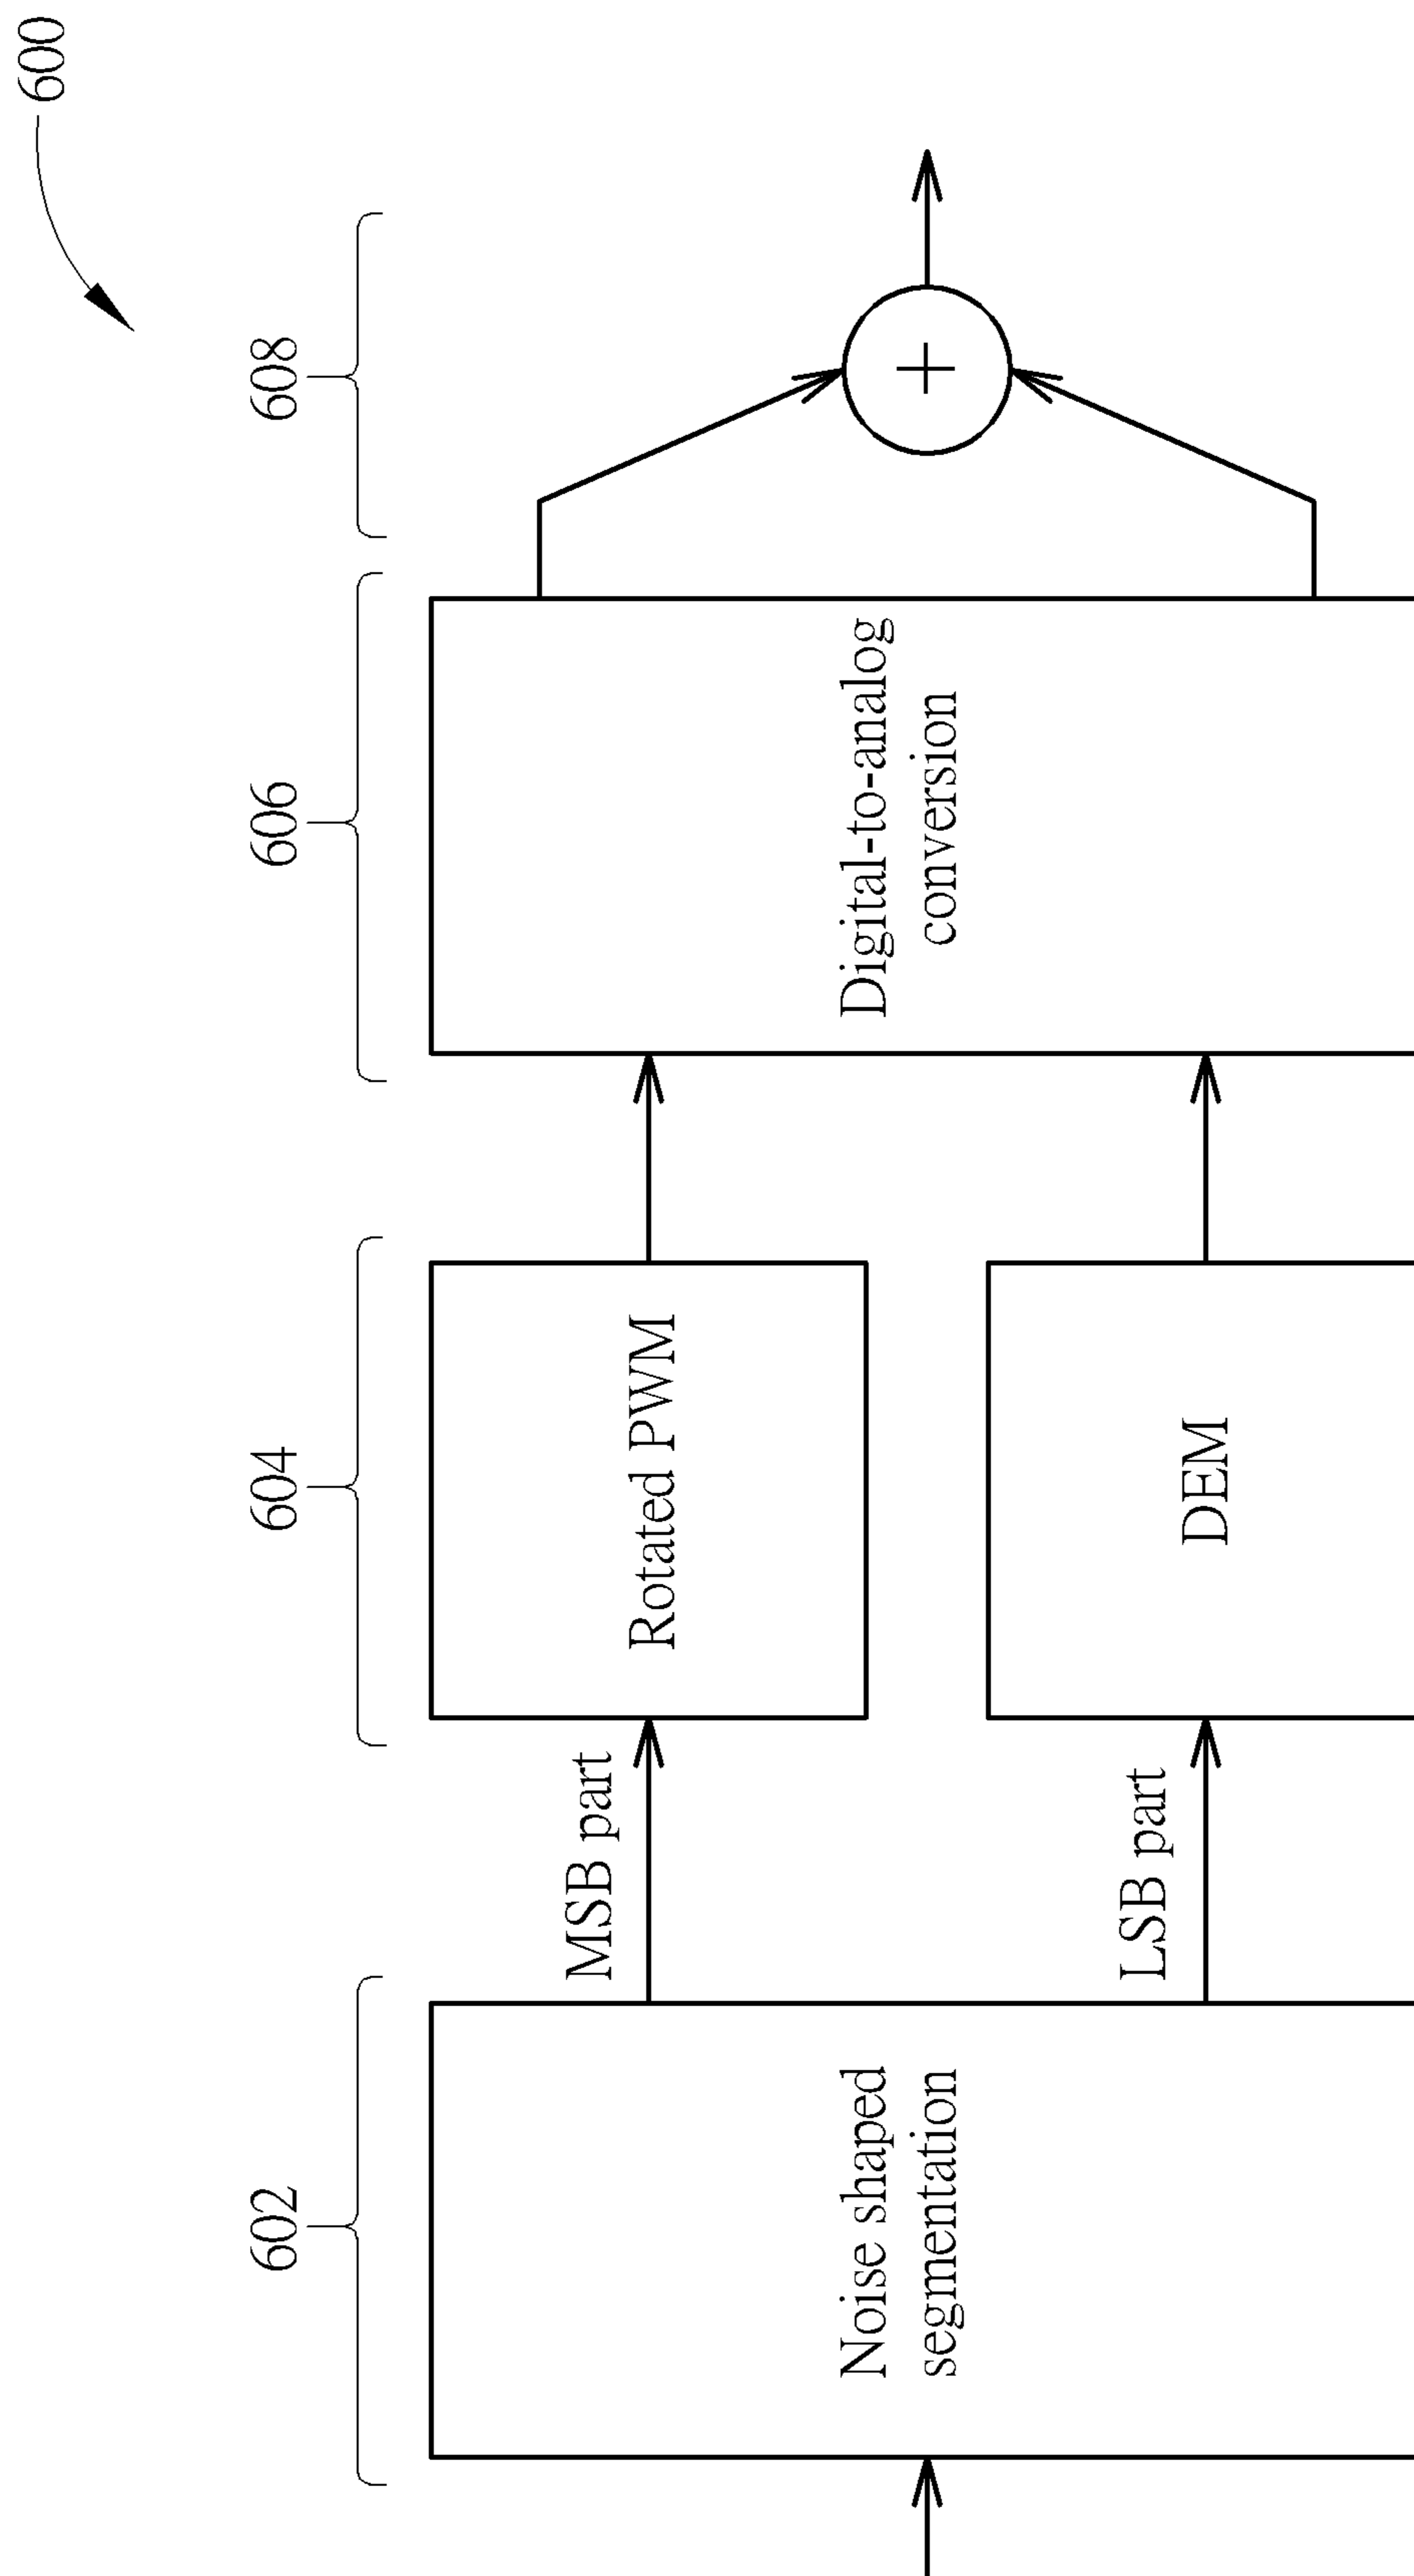 600
602
604
606
608
Noise shaped
segmentation
MSB part
LSB part
Rotated PWM
DEM
Digital-to-analog
conversion
+